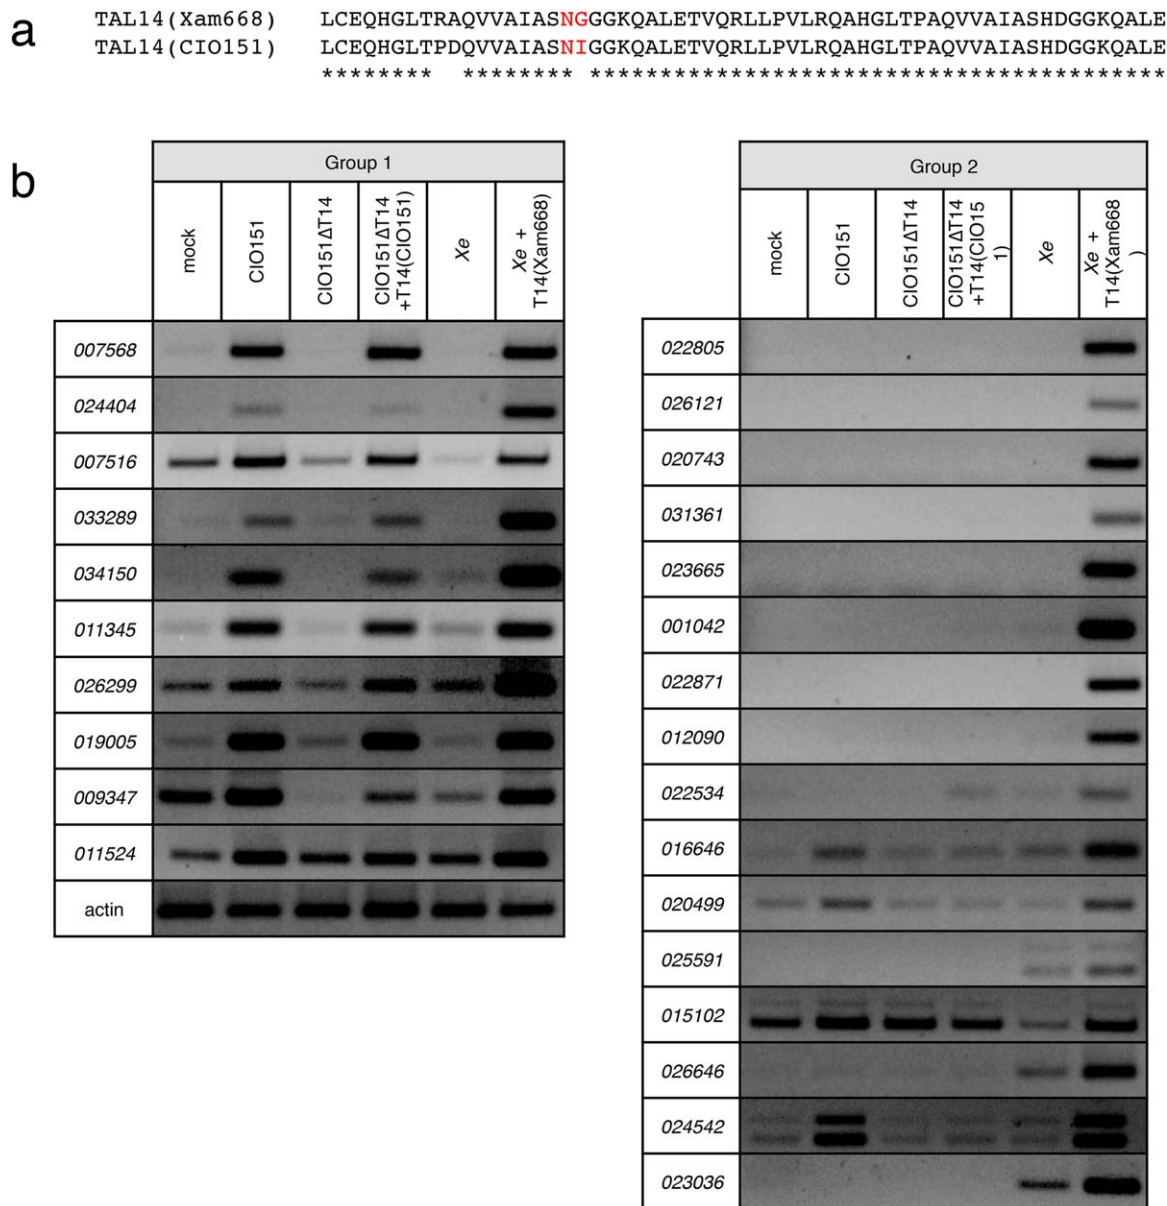 a
TAL14(Xam668) LCEQHGLTRAQVVAIASNGGGKQALETVQRLLPVLRQAHGLTPAQVVAIASHDGGKQALE
TAL14(CIO151) LCEQHGLTPDQVVAIASNIGGKQALETVQRLLPVLRQAHGLTPAQVVAIASHDGGKQALE
******** ******** *********************************************
b
Group 1
mock
CIO151
CIO151ΔT14
CIO151ΔT14
+T14(CIO151)
Xe
Xe +
T14(Xam668)
007568
024404
007516
033289
034150
011345
026299
019005
009347
011524
actin
Group 2
mock
CIO151
CIO151ΔT14
CIO151ΔT14
+T14(CIO15
1)
Xe
Xe +
T14(Xam668
)
022805
026121
020743
031361
023665
001042
022871
012090
022534
016646
020499
025591
015102
026646
024542
023036